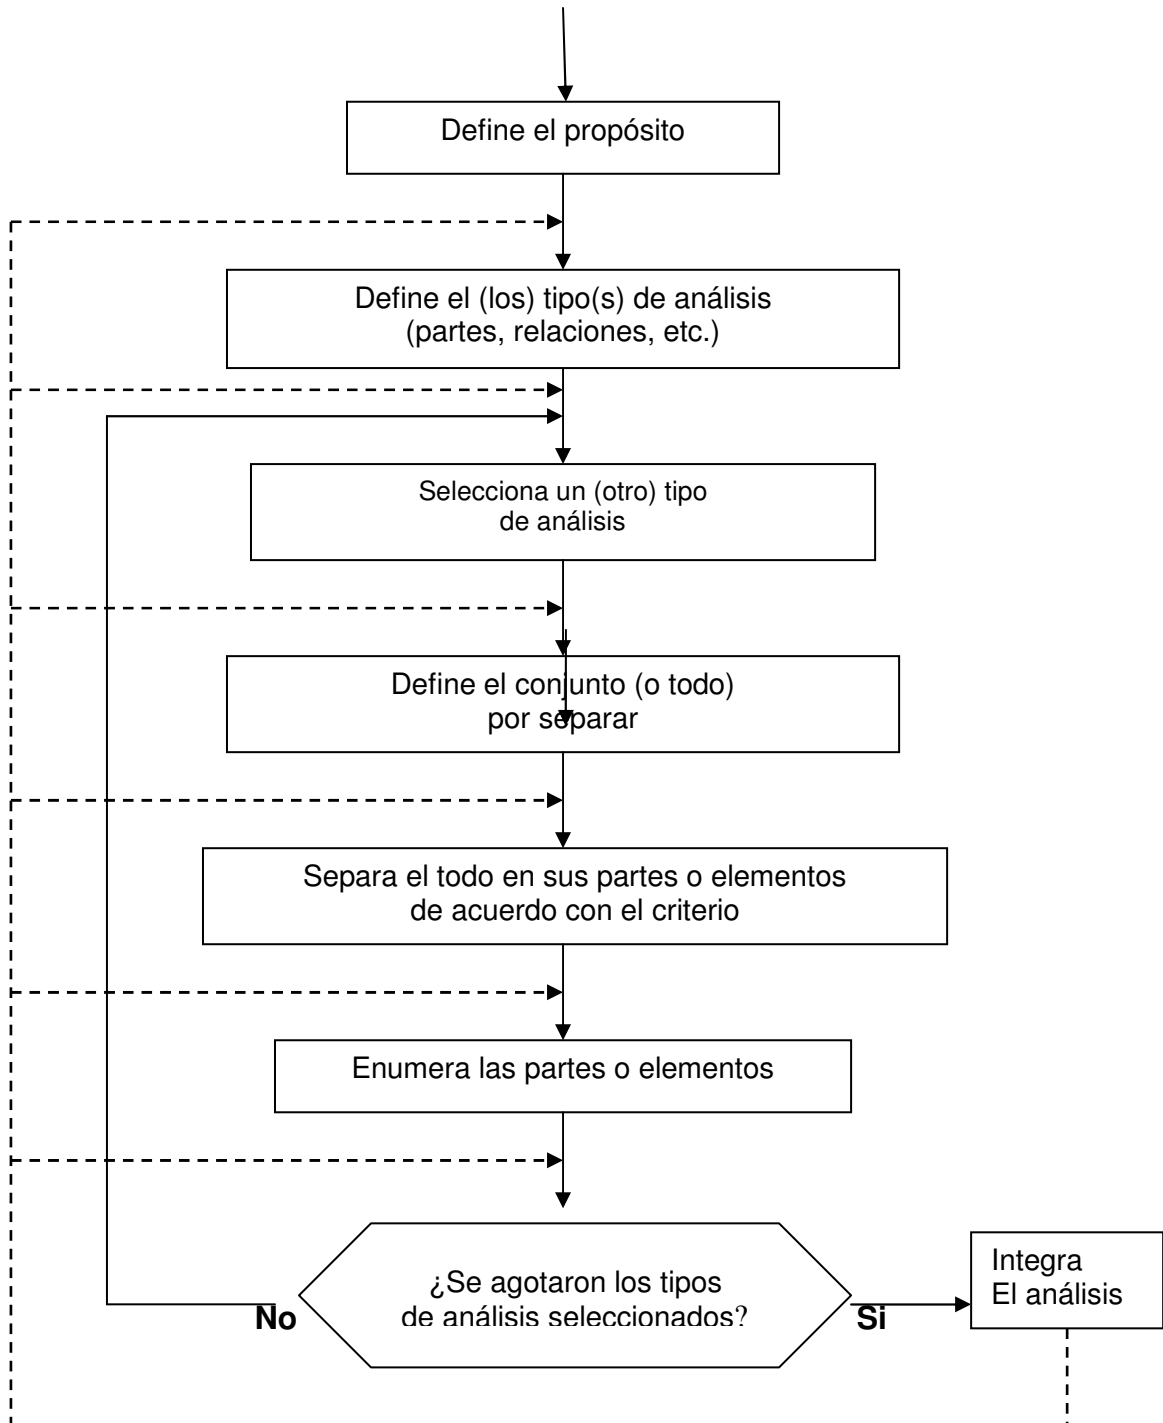 Define el propósito
Define el (los) tipo(s) de análisis
(partes, relaciones, etc.)
Selecciona un (otro) tipo
de análisis
Define el conjunto (o todo)
por separar
Separa el todo en sus partes o elementos
de acuerdo con el criterio
Enumera las partes o elementos
¿Se agotaron los tipos
de análisis seleccionados?
No
Si
Integra
El análisis